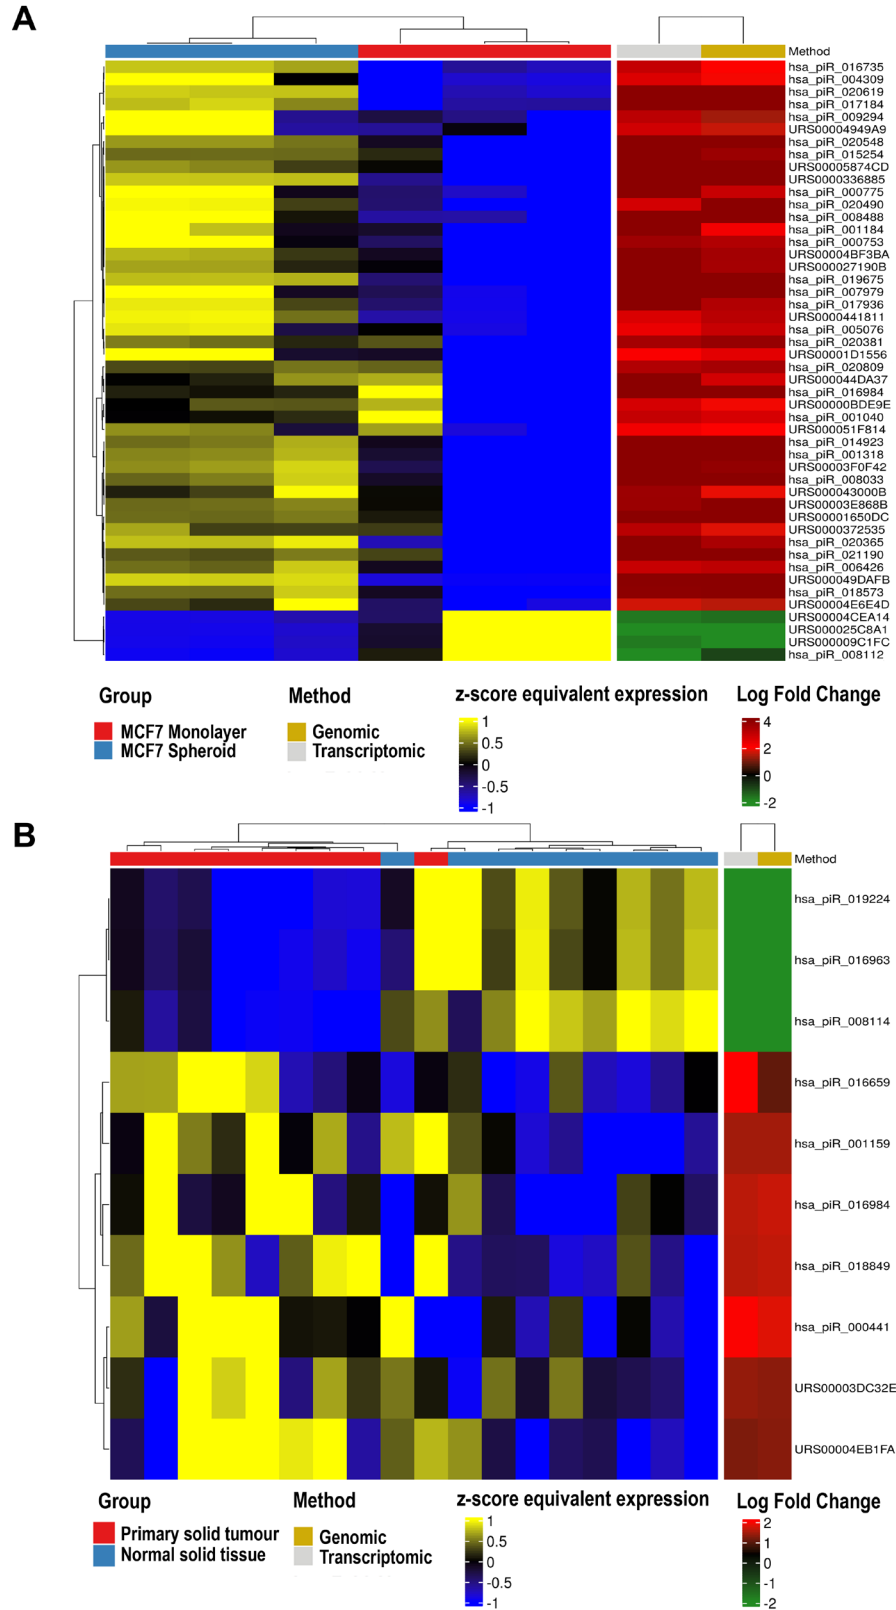 A
Method
hsa_piR_016735
hsa_piR_004309
hsa_piR_020619
hsa_piR_017184
hsa_piR_009294
URS00004949A9
hsa_piR_020548
hsa_piR_015254
URS00005874CD
URS0000336885
hsa_piR_000775
hsa_piR_020490
hsa_piR_008488
hsa_piR_001184
hsa_piR_000753
URS00004BF3BA
URS000027190B
hsa_piR_019675
hsa_piR_007979
hsa_piR_017936
URS0000441811
hsa_piR_005076
hsa_piR_020381
URS00001D1556
hsa_piR_020809
URS000044DA37
hsa_piR_016984
URS00000BDE9E
hsa_piR_001040
URS000051F814
hsa_piR_014923
hsa_piR_001318
URS00003F0F42
hsa_piR_008033
URS000043000B
URS00003E868B
URS00001650DC
URS0000372535
hsa_piR_020365
hsa_piR_021190
hsa_piR_006426
URS000049DAFB
hsa_piR_018573
URS00004E6E4D
URS00004CEA14
URS000025C8A1
URS000009C1FC
hsa_piR_008112
Group Method z-score equivalent expression Log Fold Change
MCF7 Monolayer Genomic 1 4
MCF7 Spheroid Transcriptomic 0.5 2
0 0
-0.5 -2
-1
B
Method
hsa_piR_019224
hsa_piR_016963
hsa_piR_008114
hsa_piR_016659
hsa_piR_001159
hsa_piR_016984
hsa_piR_018849
hsa_piR_000441
URS00003DC32E
URS00004EB1FA
Group Method z-score equivalent expression Log Fold Change
Primary solid tumour Genomic 1 2
Normal solid tissue Transcriptomic 0.5 1
0 0
-0.5 -1
-1 -2